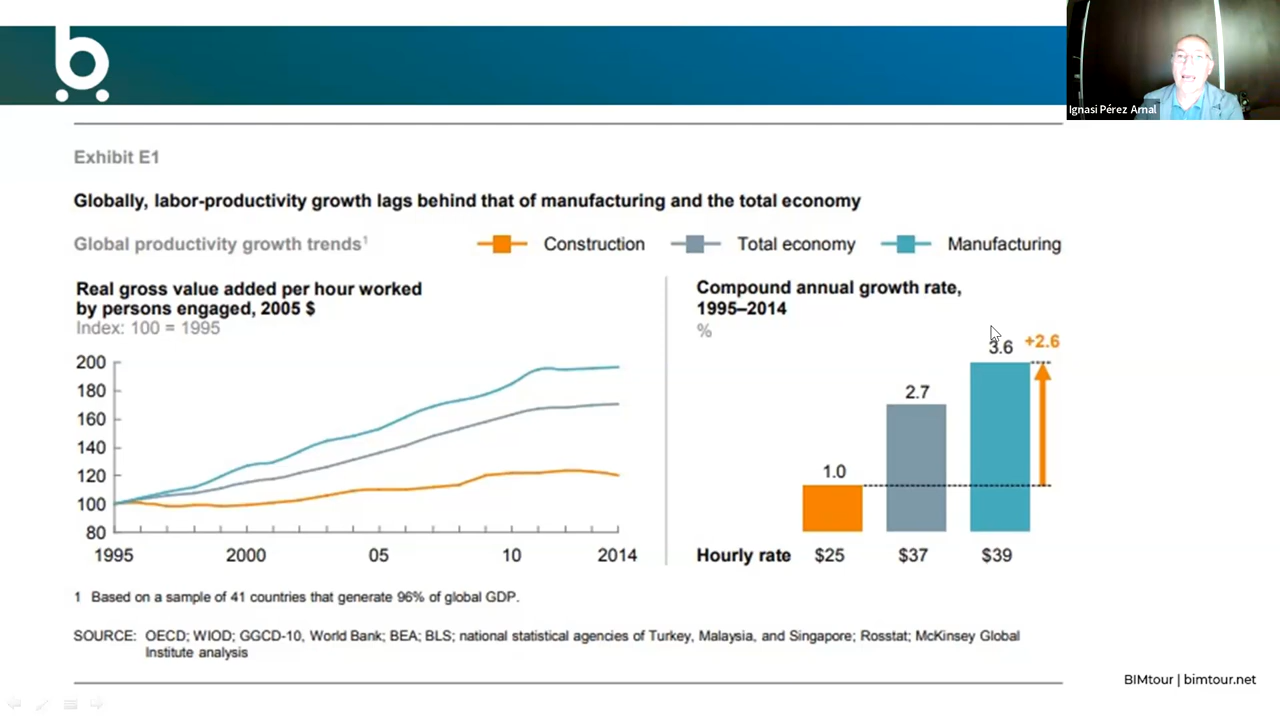 b
Ignasi Pérez Arnal
Exhibit E1
Globally, labor-productivity growth lags behind that of manufacturing and the total economy
Global productivity growth trends¹
Construction
Total economy
Manufacturing
Real gross value added per hour worked
by persons engaged, 2005 $
Index: 100 = 1995
200
180
160
140
120
100
80
1995 2000 05 10 2014
Compound annual growth rate,
1995–2014
%
1.0
2.7
3.6
+2.6
Hourly rate $25 $37 $39
1 Based on a sample of 41 countries that generate 96% of global GDP.
SOURCE: OECD; WIOD; GGCD-10, World Bank; BEA; BLS; national statistical agencies of Turkey, Malaysia, and Singapore; Rosstat; McKinsey Global
Institute analysis
BIMtour | bimtour.net